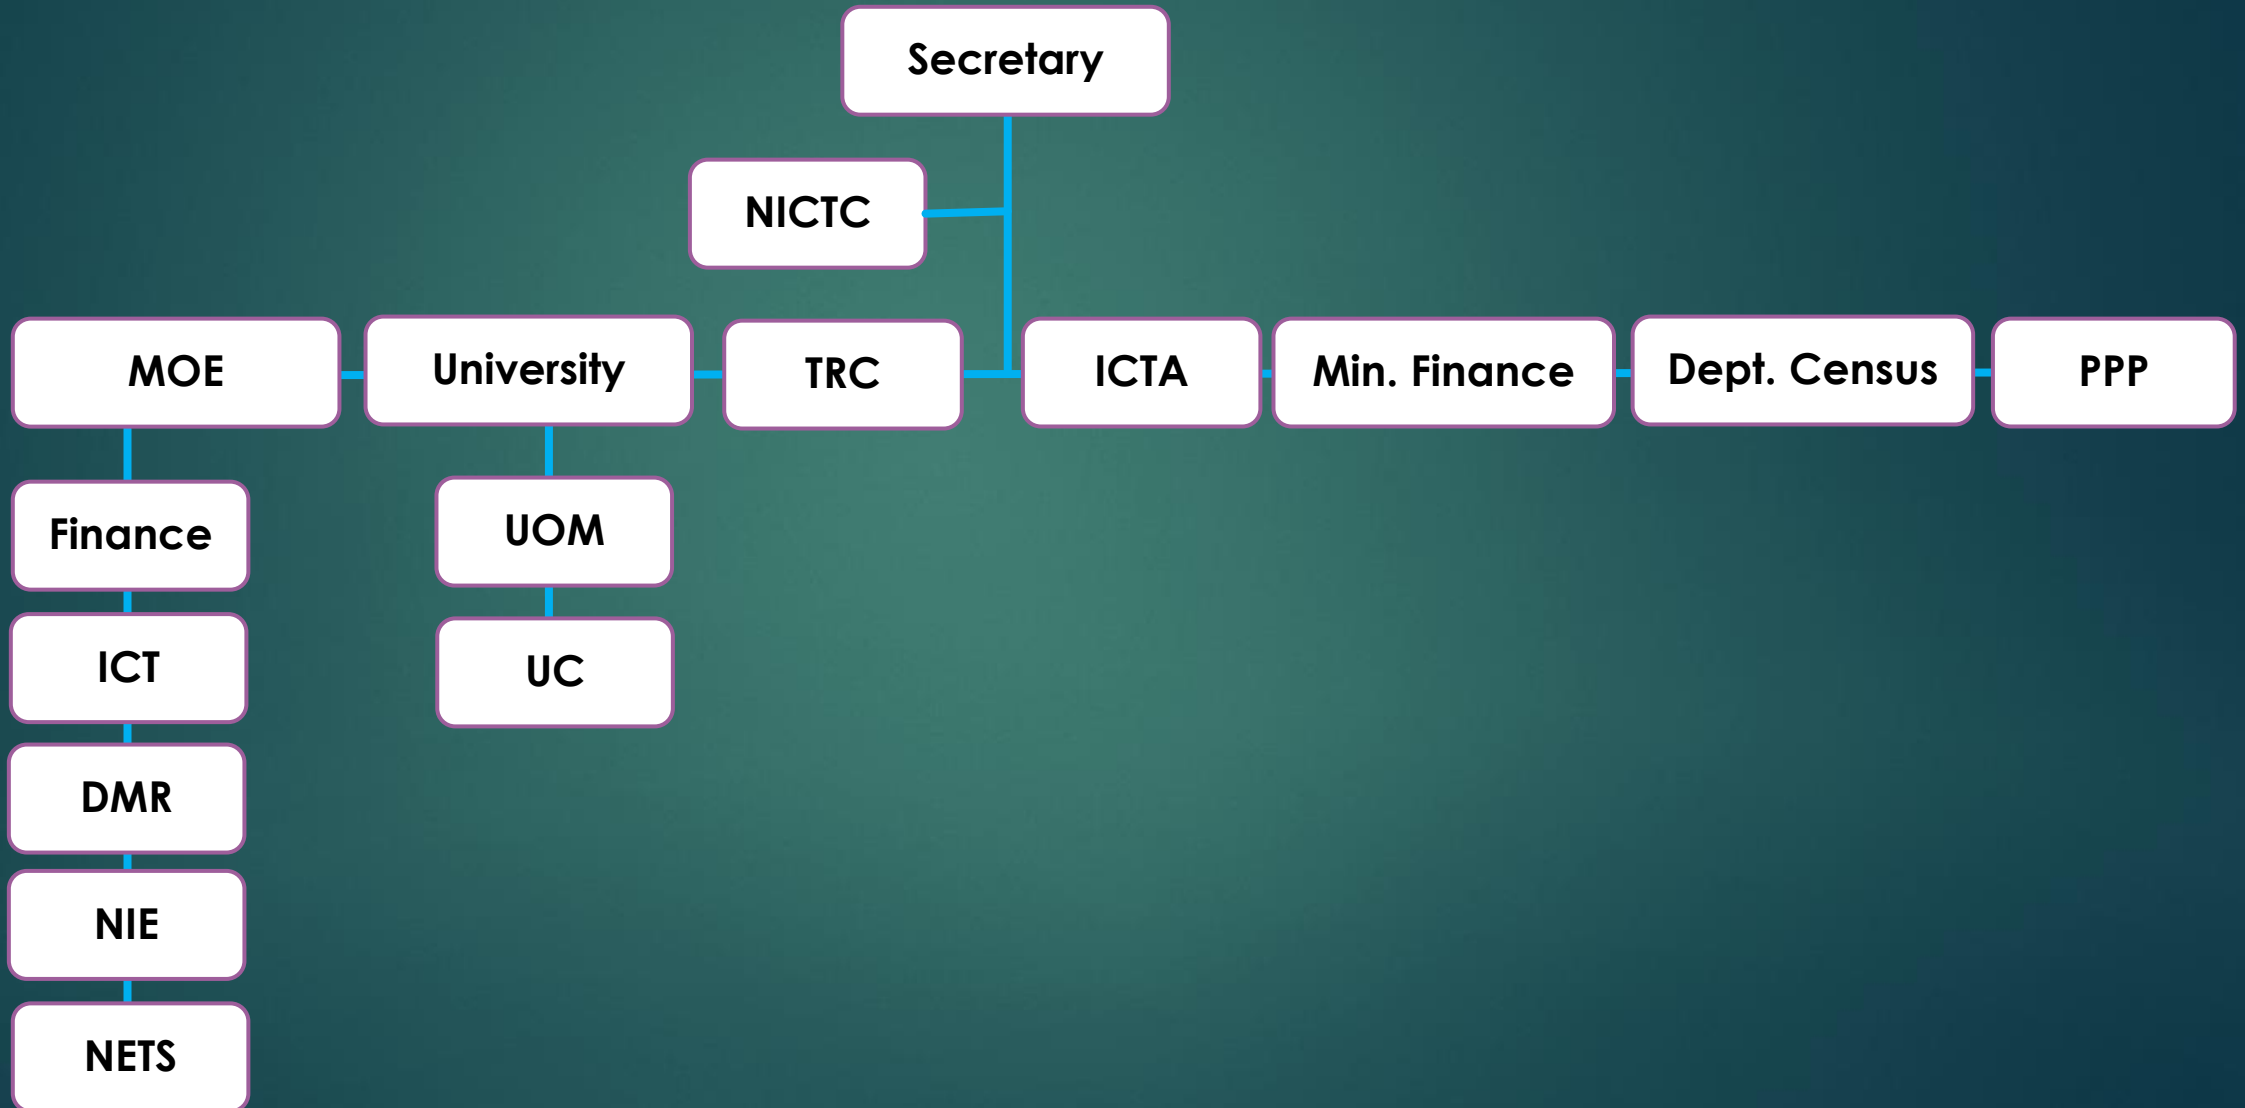 Secretary
NICTC
MOE
University
TRC
ICTA
Min. Finance
Dept. Census
PPP
Finance
UOM
ICT
UC
DMR
NIE
NETS